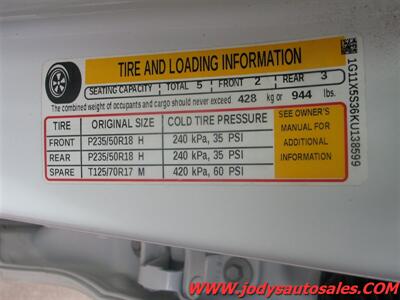 TIRE AND LOADING INFORMATION
SEATING CAPACITY TOTAL 5 FRONT 2 REAR 3
The combined weight of occupants and cargo should never exceed 428 kg or 944 lbs.
TIRE ORIGINAL SIZE COLD TIRE PRESSURE
FRONT P235/50R18 H 240 kPa, 35 PSI
REAR P235/50R18 H 240 kPa, 35 PSI
SPARE T125/70R17 M 420 kPa, 60 PSI
SEE OWNER'S
MANUAL FOR
ADDITIONAL
INFORMATION
1G11X5S36KU138599
www.jodysautosales.com